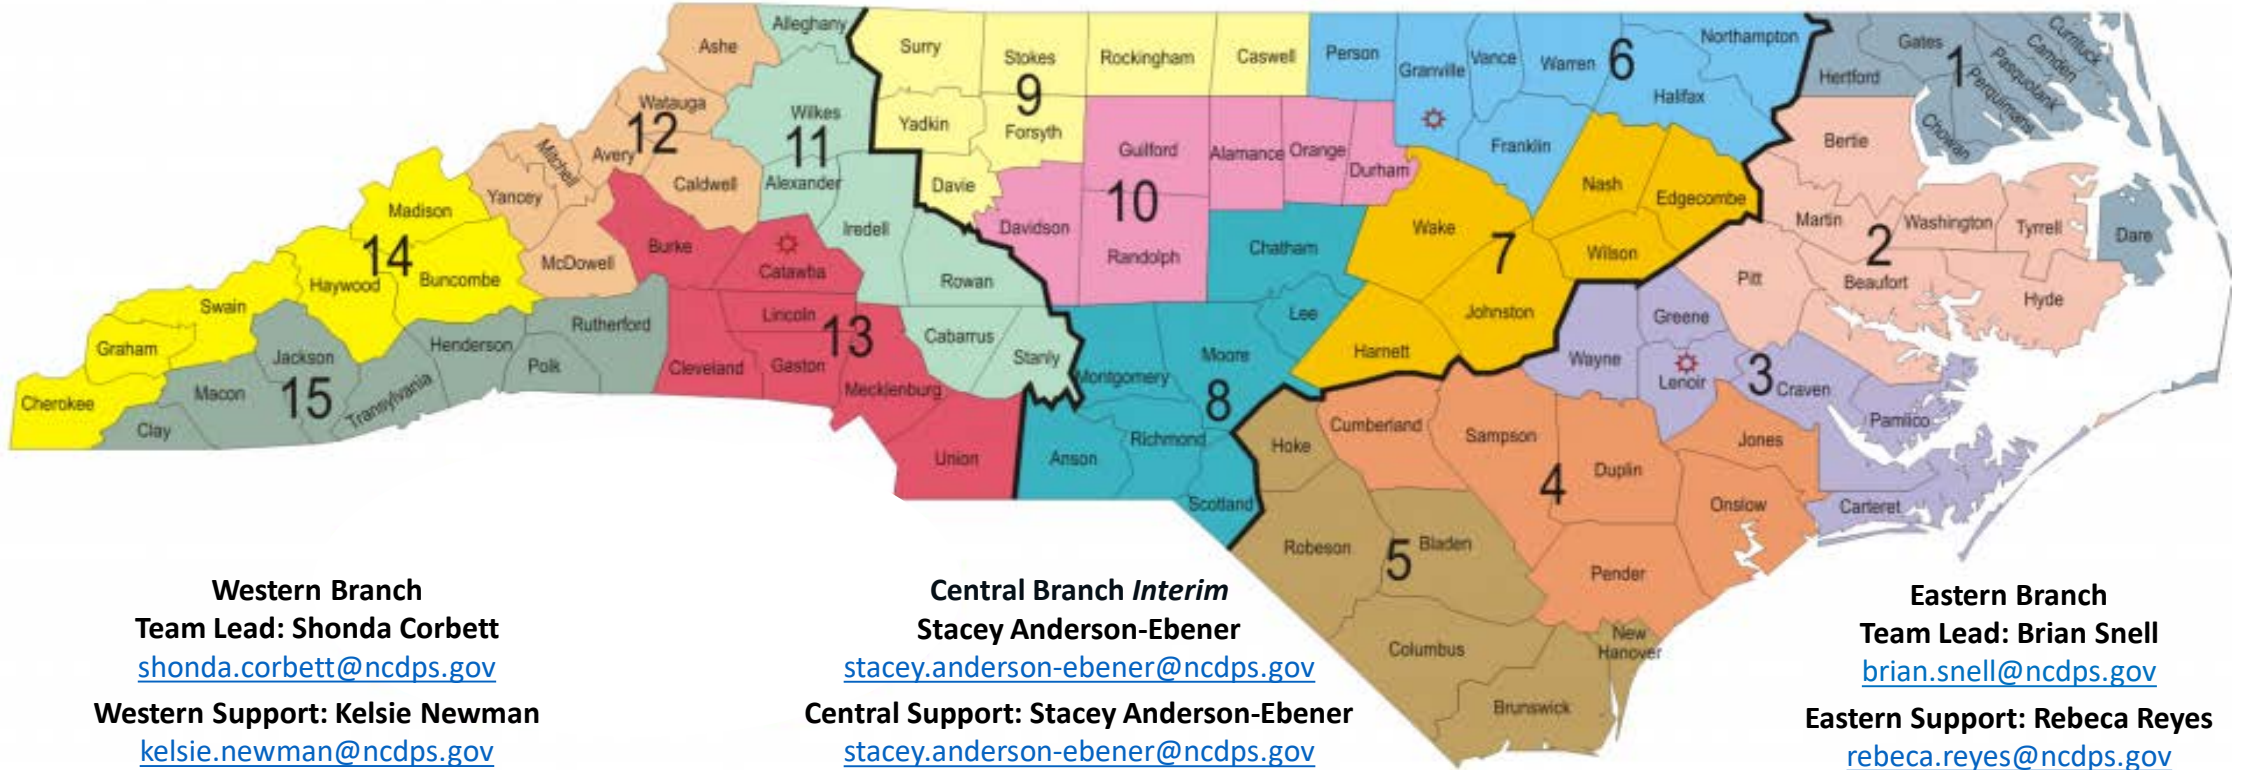 Alleghany
Ashe
Surry
Stokes
Rockingham
Caswell
Person
Granville
Vance
Warren
6
Northampton
Gates
1
Currituck
Camden
Pasquotank
Perquimans
Hertford
Chowan
Watauga
12
Wilkes
11
9
Yadkin
Forsyth
Halifax
Franklin
Mitchell
Avery
Caldwell
Alexander
Davie
Guilford
Alamance
Orange
Durham
Nash
Edgecombe
Bertie
Yancey
Madison
14
Burke
Catawba
Iredell
Davidson
10
Randolph
Chatham
Wake
7
Wilson
Martin
2
Washington
Tyrrell
Dare
McDowell
Haywood
Buncombe
Rowan
Pitt
Beaufort
Hyde
Swain
Graham
Rutherford
Lincoln
13
Cabarrus
Stanly
Lee
Moore
Johnston
Harnett
Greene
Wayne
Lenoir
3
Craven
Pamlico
Jackson
Henderson
Polk
Cleveland
Gaston
Mecklenburg
Montgomery
8
Cherokee
Macon
15
Transylvania
Clay
Union
Anson
Richmond
Scotland
Hoke
Cumberland
Sampson
Duplin
4
Jones
Onslow
Carteret
Robeson
5
Bladen
Pender
Columbus
New
Hanover
Brunswick
Western Branch
Team Lead: Shonda Corbett
shonda.corbett@ncdps.gov
Western Support: Kelsie Newman
kelsie.newman@ncdps.gov
Central Branch Interim
Stacey Anderson-Ebener
stacey.anderson-ebener@ncdps.gov
Central Support: Stacey Anderson-Ebener
stacey.anderson-ebener@ncdps.gov
Eastern Branch
Team Lead: Brian Snell
brian.snell@ncdps.gov
Eastern Support: Rebeca Reyes
rebeca.reyes@ncdps.gov